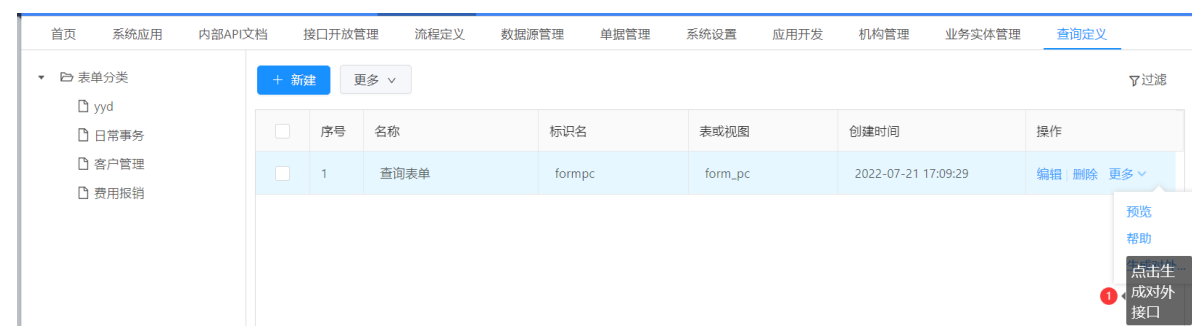 首页 系统应用 内部API文档 接口开放管理 流程定义 数据源管理 单据管理 系统设置 应用开发 机构管理 业务实体管理 查询定义
表单分类
yyd
日常事务
客户管理
费用报销
+ 新建 更多
过滤
序号 名称 标识名 表或视图 创建时间 操作
1 查询表单 formpc form_pc 2022-07-21 17:09:29 编辑 删除 更多
预览
帮助
点击生
成对外
接口
1